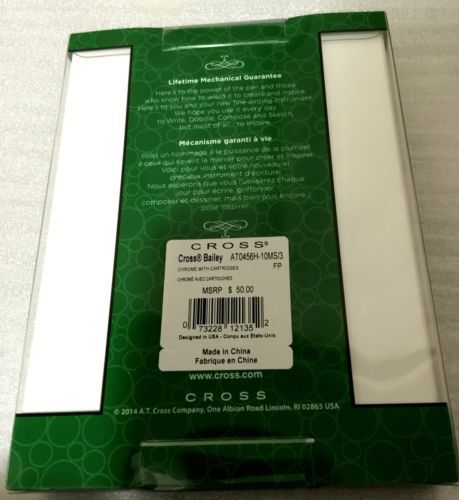 Lifetime Mechanical Guarantee
Here's to the power of the pen and those
who know how to wield it to create and inspire.
Here's to you and your new fine writing instrument.
We hope you use it every day
to Write, Doodle, Compose and Sketch,
but most of all... to Inspire.
Mécanisme garanti à vie
Voici un hommage à la puissance de la plume et
à ceux qui savent la manier pour créer et inspirer.
Voici pour vous et votre nouvel et
précieux instrument d'écriture.
Nous espérons que vous l'utiliserez chaque
jour pour écrire, griffonner,
composer et dessiner, mais bien plus encore
pour inspirer.
CROSS®
Cross® Bailey AT0456H-10MS/3
CHROME WITH CARTRIDGES FP
CHROMÉ AVEC CARTOUCHES
MSRP $ 50.00
0 73228 12135 2
Designed in USA - Conçu aux États-Unis
Made in China
Fabriqué en Chine
www.cross.com
CROSS
© 2014 A.T. Cross Company, One Albion Road Lincoln, RI 02865 USA